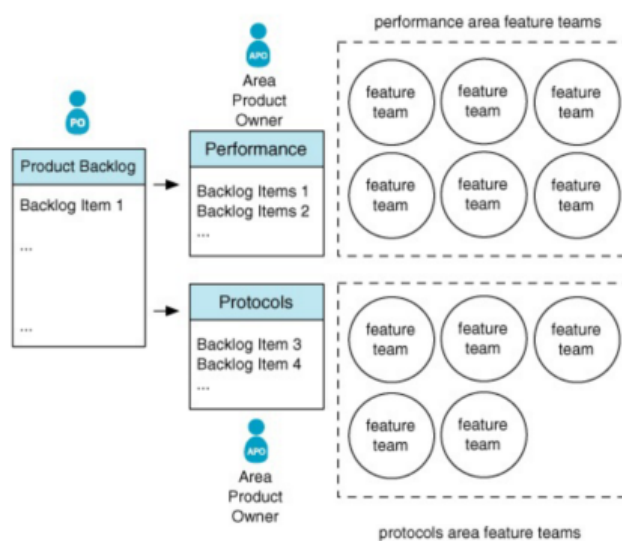 performance area feature teams
APO
Area
Product
Owner
PO
Product Backlog
Backlog Item 1
...
...
Performance
Backlog Items 1
Backlog Items 2
...
feature
team
feature
team
feature
team
feature
team
feature
team
feature
team
Protocols
Backlog Item 3
Backlog Item 4
...
APO
Area
Product
Owner
feature
team
feature
team
feature
team
feature
team
feature
team
protocols area feature teams